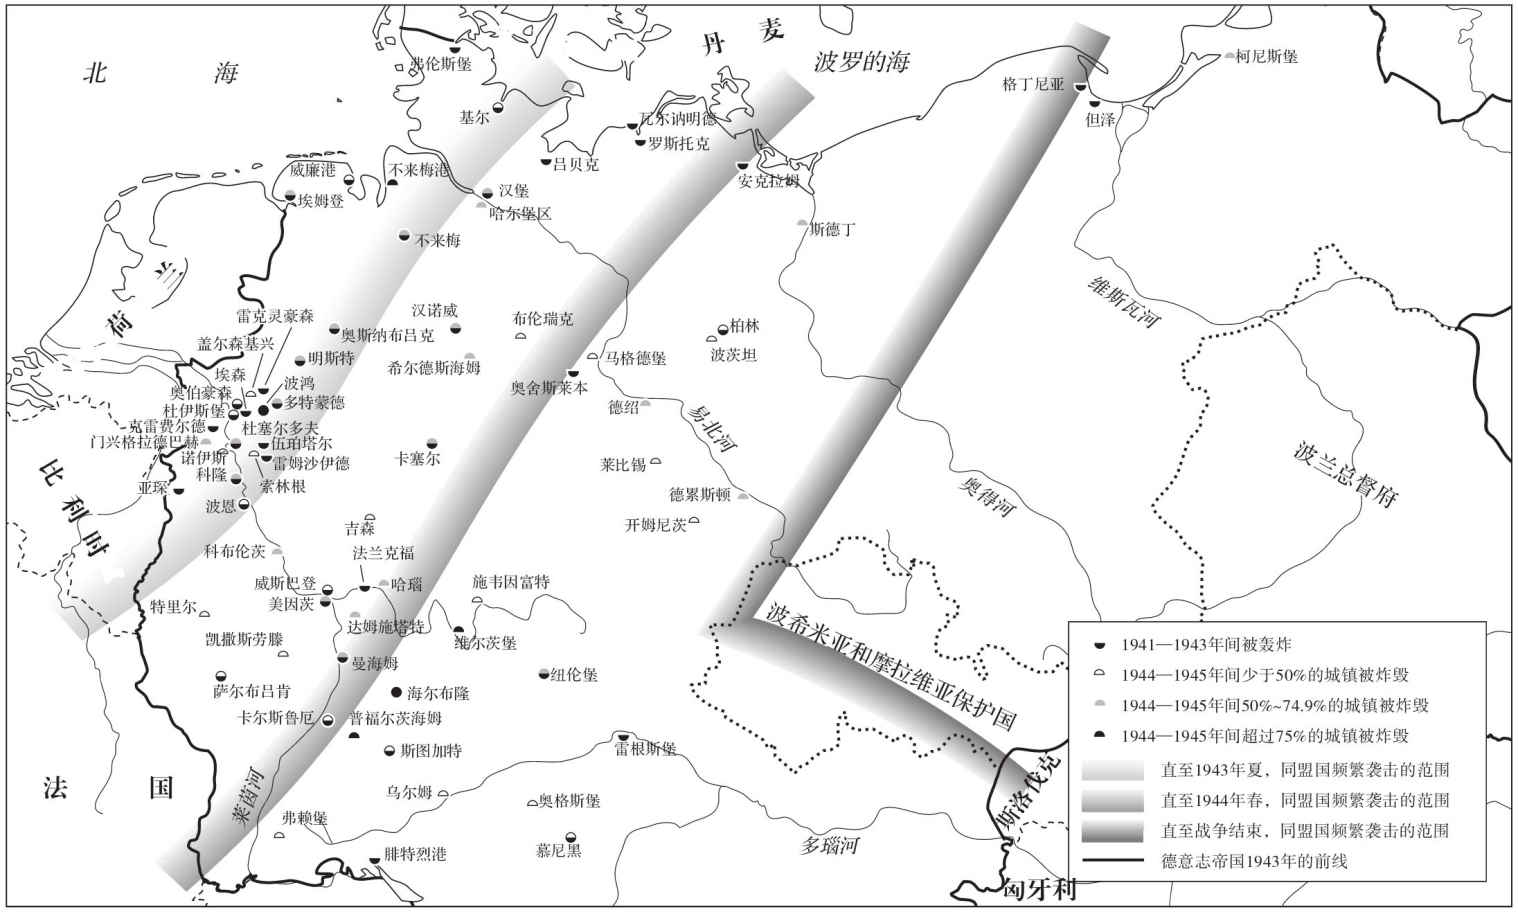 丹 麦
波罗的海
北 海
弗伦斯堡
柯尼斯堡
格丁尼亚
但泽
基尔
瓦尔讷明德
罗斯托克
吕贝克
安克拉姆
威廉港
不来梅港
埃姆登
汉堡
哈尔堡区
斯德丁
不来梅
荷 兰
维斯瓦河
雷克灵豪森
汉诺威
布伦瑞克
柏林
盖尔森基兴
奥斯纳布吕克
波茨坦
明斯特
希尔德斯海姆
马格德堡
埃森
波鸿
奥舍斯莱本
奥伯豪森
多特蒙德
德绍
杜伊斯堡
易北河
克雷费尔德
杜塞尔多夫
门兴格拉德巴赫
伍珀塔尔
诺伊斯
雷姆沙伊德
卡塞尔
莱比锡
波兰总督府
科隆
索林根
亚琛
德累斯顿
奥得河
比利时
波恩
吉森
开姆尼茨
科布伦茨
法兰克福
威斯巴登
哈瑙
施韦因富特
美因茨
特里尔
达姆施塔特
凯撒斯劳滕
维尔茨堡
波希米亚和摩拉维亚保护国
曼海姆
萨尔布吕肯
海尔布隆
纽伦堡
卡尔斯鲁厄
普福尔茨海姆
斯图加特
雷根斯堡
法 国
莱茵河
乌尔姆
奥格斯堡
斯洛伐克
弗赖堡
慕尼黑
多瑙河
腓特烈港
匈牙利
1941—1943年间被轰炸
1944—1945年间少于50%的城镇被炸毁
1944—1945年间50%~74.9%的城镇被炸毁
1944—1945年间超过75%的城镇被炸毁
直至1943年夏，同盟国频繁袭击的范围
直至1944年春，同盟国频繁袭击的范围
直至战争结束，同盟国频繁袭击的范围
德意志帝国1943年的前线